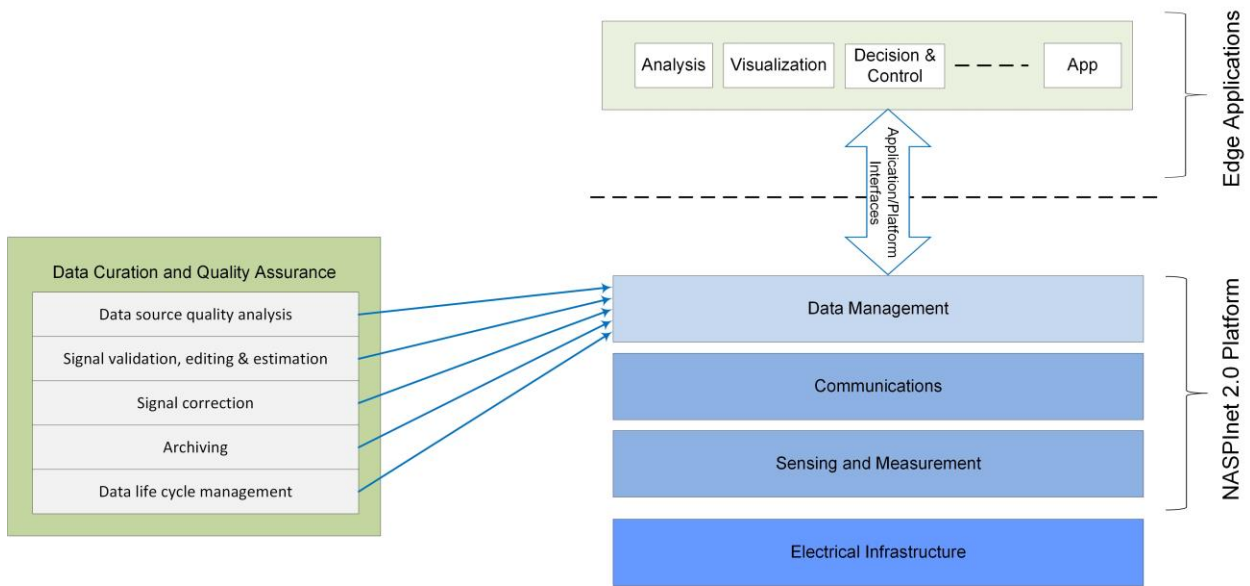 Analysis
Visualization
Decision &
Control
App
Edge Applications
Application/Platform
Interfaces
Data Curation and Quality Assurance
Data source quality analysis
Signal validation, editing & estimation
Signal correction
Archiving
Data life cycle management
Data Management
Communications
Sensing and Measurement
Electrical Infrastructure
NASPInet 2.0 Platform